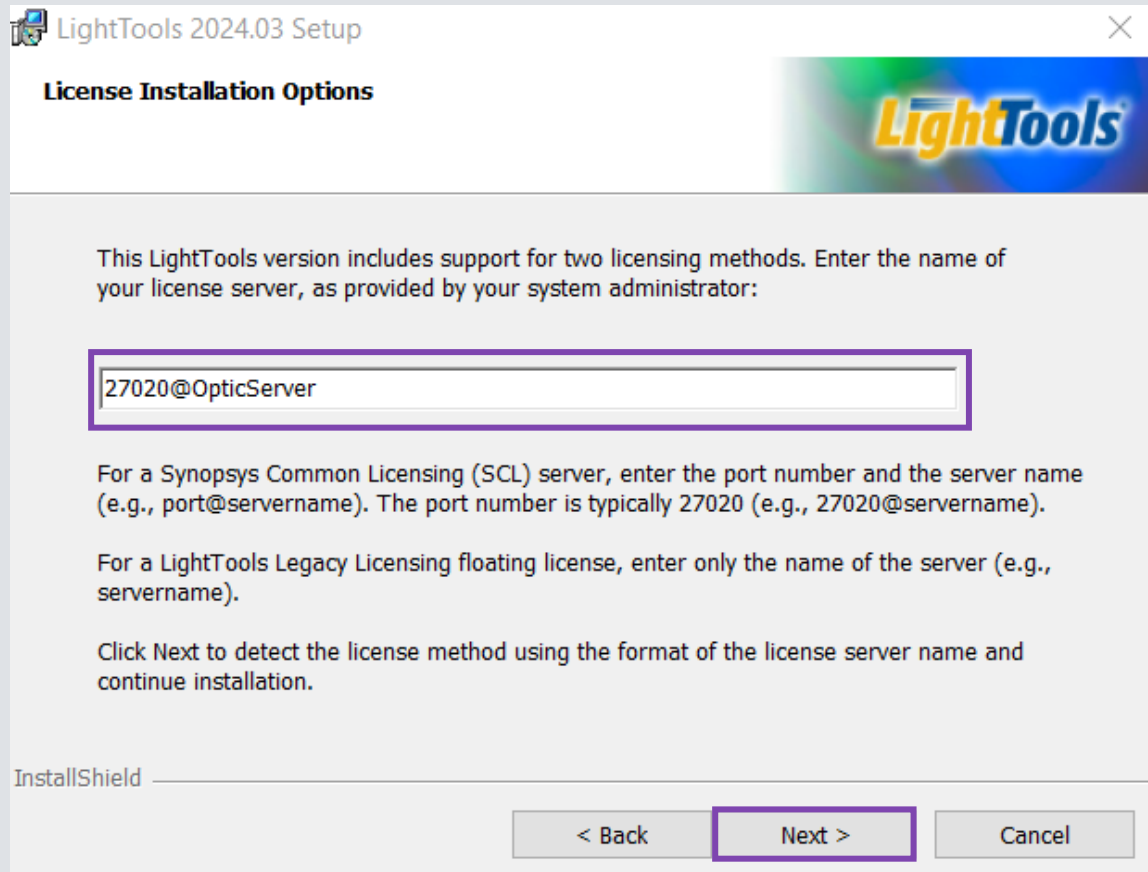 LightTools 2024.03 Setup
License Installation Options
LightTools
This LightTools version includes support for two licensing methods. Enter the name of
your license server, as provided by your system administrator:
27020@OpticServer
For a Synopsys Common Licensing (SCL) server, enter the port number and the server name
(e.g., port@servername). The port number is typically 27020 (e.g., 27020@servername).
For a LightTools Legacy Licensing floating license, enter only the name of the server (e.g.,
servername).
Click Next to detect the license method using the format of the license server name and
continue installation.
InstallShield
< Back Next > Cancel